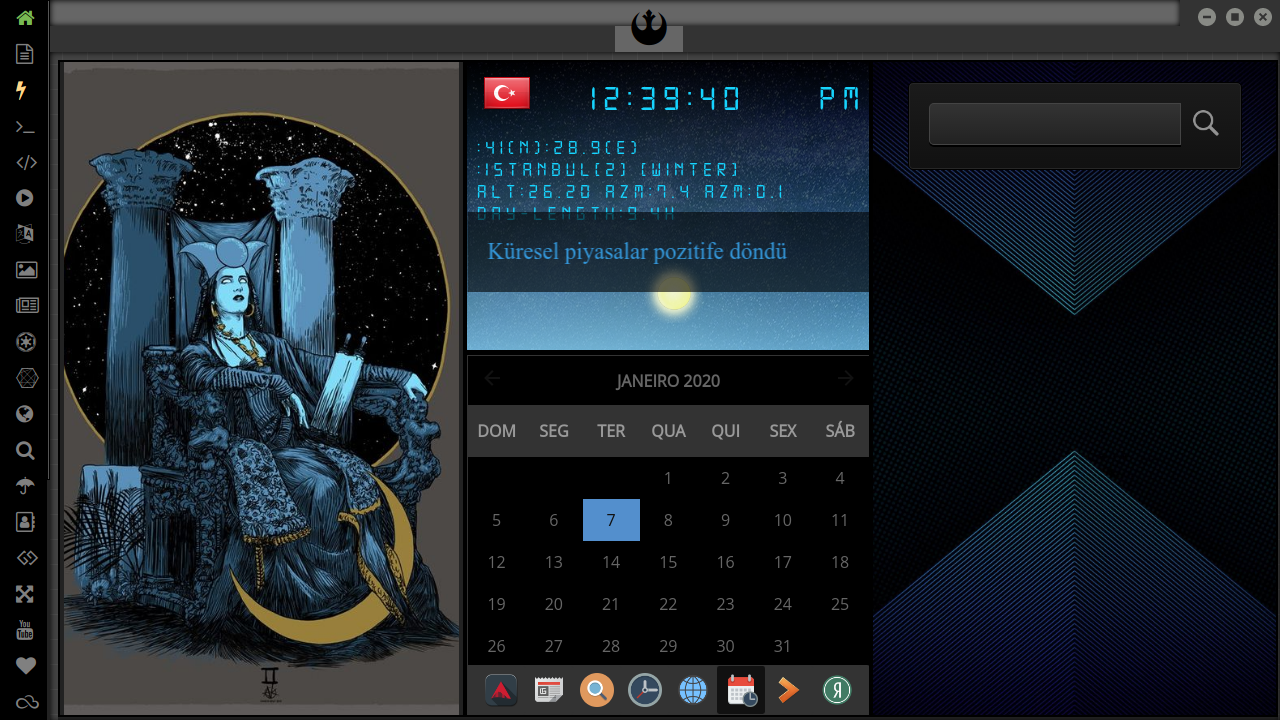 12:39:40 PM
:41(N):28.9(E)
:ISTANBUL(2) (WINTER)
ALT:26.20 AZM:7.4 AZM:0.1
DAY-LENGTH:9.4H
Küresel piyasalar pozitife döndü
JANEIRO 2020
DOM SEG TER QUA QUI SEX SÁB
1 2 3 4
5 6 7 8 9 10 11
12 13 14 15 16 17 18
19 20 21 22 23 24 25
26 27 28 29 30 31
II
You
Tube
Я